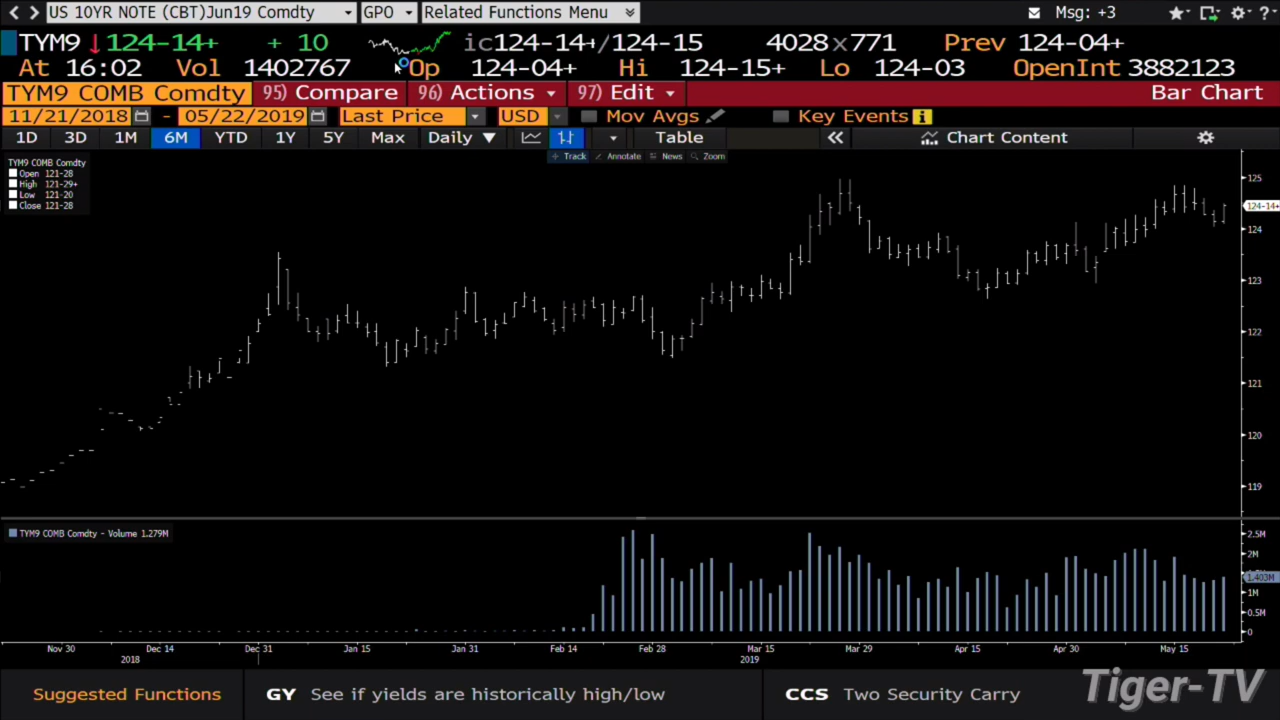 US 10YR NOTE (CBT)Jun19 Comdty GPO Related Functions Menu Msg: +3
TYM9 124-14+ + 10 ic124-14+/124-15 4028x771 Prev 124-04+
At 16:02 Vol 1402767 Op 124-04+ Hi 124-15+ Lo 124-03 OpenInt 3882123
TYM9 COMB Comdty 95) Compare 96) Actions 97) Edit Bar Chart
11/21/2018 - 05/22/2019 Last Price USD Mov Avgs Key Events
1D 3D 1M 6M YTD 1Y 5Y Max Daily Table Chart Content
Track Annotate News Zoom
TYM9 COMB Comdty
Open 121-28
High 121-29+
Low 121-20
Close 121-28
125
124-14+
124
123
122
121
120
119
TYM9 COMB Comdty - Volume 1.279M
2.5M
2M
1.403M
1M
0.5M
0
Nov 30 Dec 14 Dec 31 Jan 15 Jan 31 Feb 14 Feb 28 Mar 15 Mar 29 Apr 15 Apr 30 May 15
2018 2019
Suggested Functions GY See if yields are historically high/low CCS Two Security Carry
Tiger-TV